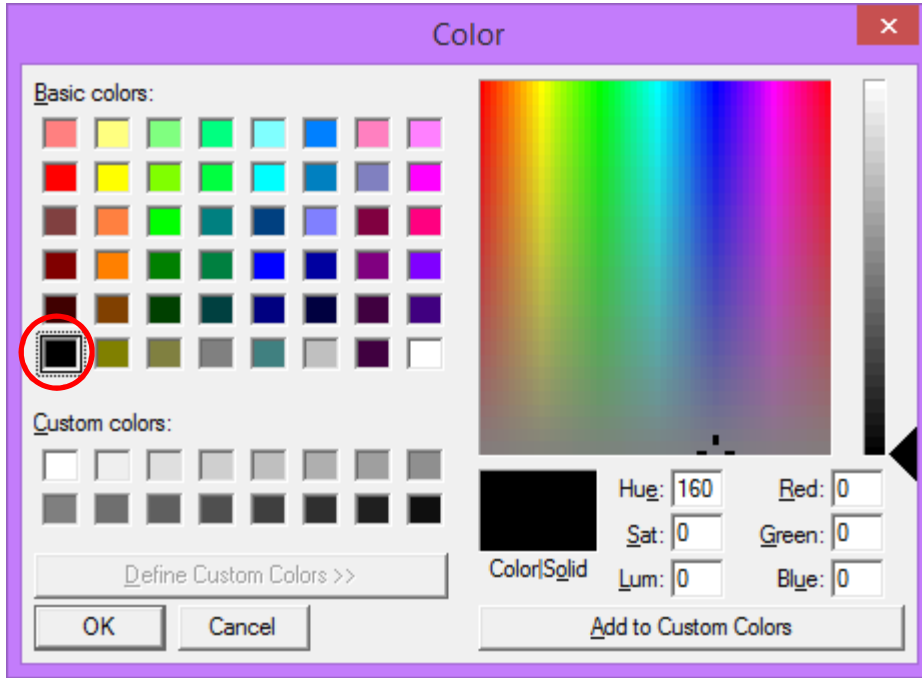 Color
Basic colors:
Custom colors:
Define Custom Colors >>
OK Cancel
Color|Solid
Hue: 160 Red: 0
Sat: 0 Green: 0
Lum: 0 Blue: 0
Add to Custom Colors